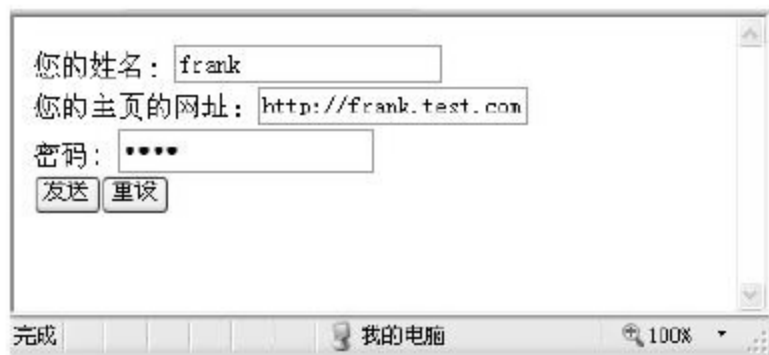 您的姓名：frank
您的主页的网址：http://frank.test.com
密码：••••
发送 重设
完成 我的电脑 100%